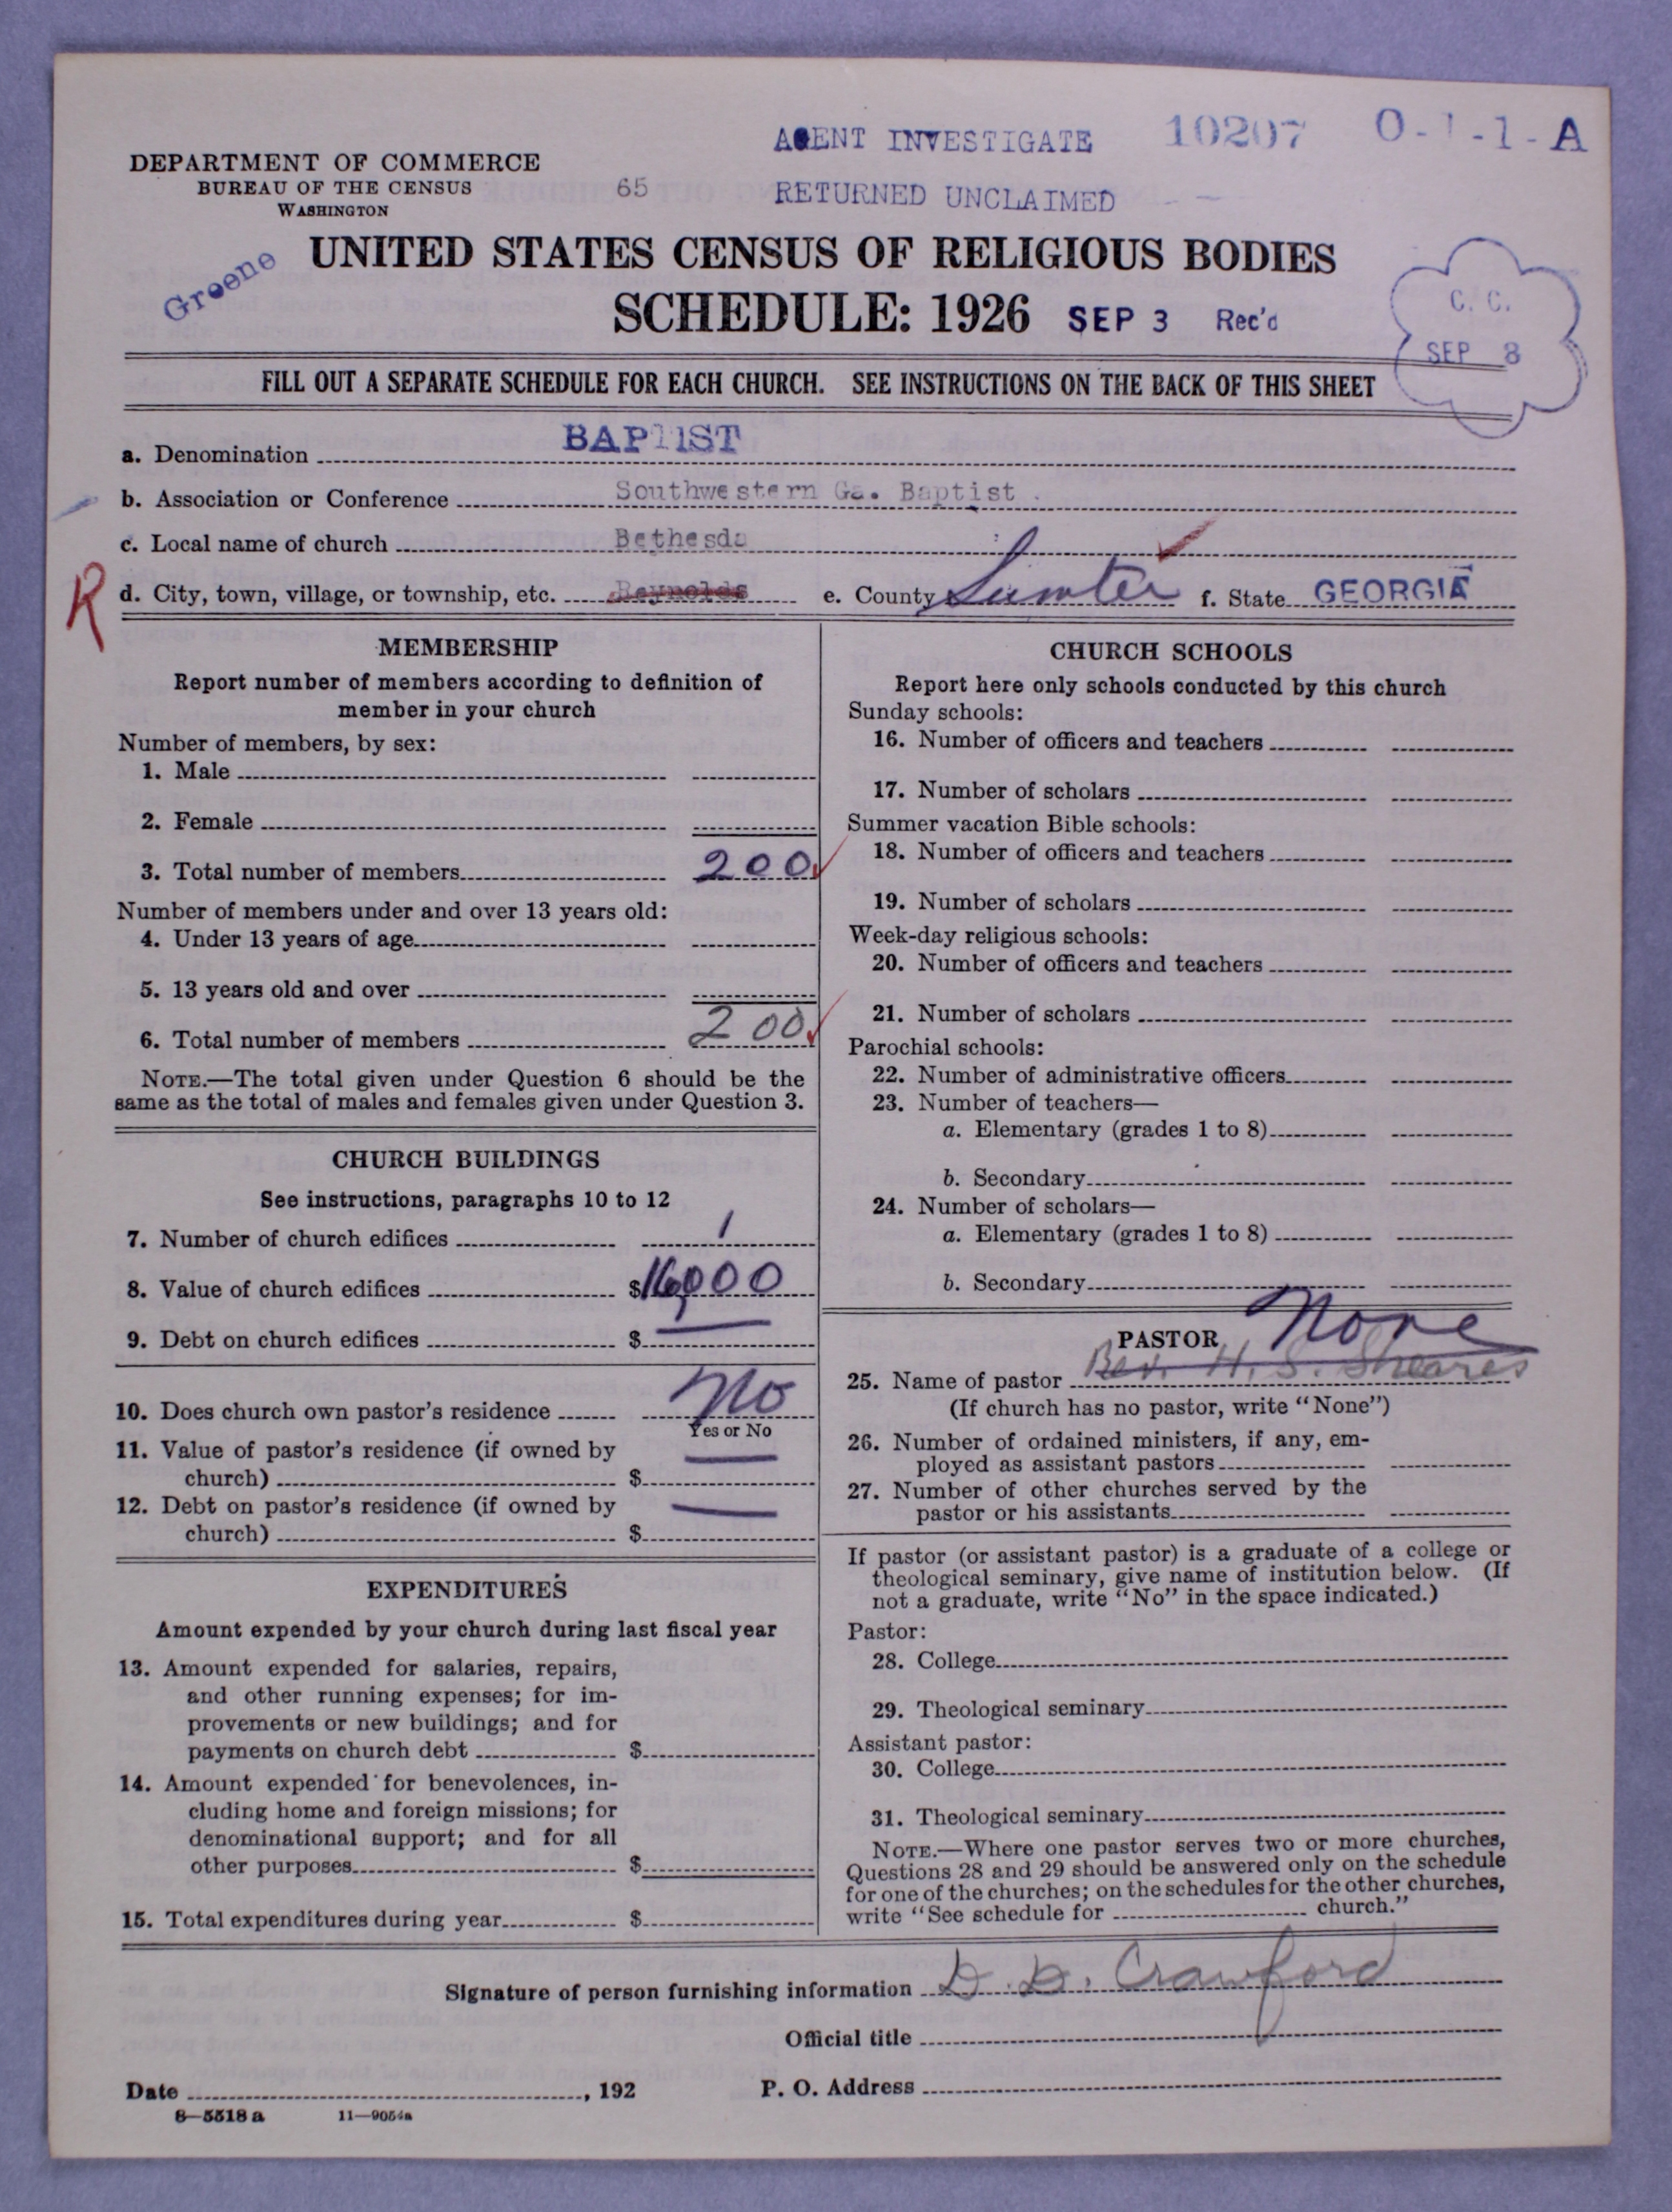 AGENT INVESTIGATE 10207 0-1-1-A
DEPARTMENT OF COMMERCE
BUREAU OF THE CENSUS
WASHINGTON
65
RETURNED UNCLAIMED
Greene
UNITED STATES CENSUS OF RELIGIOUS BODIES
SCHEDULE: 1926 SEP 3 Rec'd
C. C.
SEP 8
FILL OUT A SEPARATE SCHEDULE FOR EACH CHURCH. SEE INSTRUCTIONS ON THE BACK OF THIS SHEET
a. Denomination BAPTIST
b. Association or Conference Southwestern Ga. Baptist.
c. Local name of church Bethesda
R d. City, town, village, or township, etc. Reynolds e. County Sumter f. State GEORGIA
MEMBERSHIP
Report number of members according to definition of
member in your church
Number of members, by sex:
1. Male
2. Female
3. Total number of members 200
Number of members under and over 13 years old:
4. Under 13 years of age
5. 13 years old and over
6. Total number of members 200
NOTE.—The total given under Question 6 should be the
same as the total of males and females given under Question 3.
CHURCH BUILDINGS
See instructions, paragraphs 10 to 12
7. Number of church edifices 1
8. Value of church edifices $16,000
9. Debt on church edifices $ —
10. Does church own pastor's residence No
Yes or No
11. Value of pastor's residence (if owned by
church) $ —
12. Debt on pastor's residence (if owned by
church) $ —
EXPENDITURES
Amount expended by your church during last fiscal year
13. Amount expended for salaries, repairs,
and other running expenses; for im-
provements or new buildings; and for
payments on church debt $
14. Amount expended for benevolences, in-
cluding home and foreign missions; for
denominational support; and for all
other purposes $
15. Total expenditures during year $
CHURCH SCHOOLS
Report here only schools conducted by this church
Sunday schools:
16. Number of officers and teachers
17. Number of scholars
Summer vacation Bible schools:
18. Number of officers and teachers
19. Number of scholars
Week-day religious schools:
20. Number of officers and teachers
21. Number of scholars
Parochial schools:
22. Number of administrative officers
23. Number of teachers—
a. Elementary (grades 1 to 8)
b. Secondary
24. Number of scholars—
a. Elementary (grades 1 to 8)
b. Secondary
PASTOR None
25. Name of pastor Rev. H. S. Sheares
(If church has no pastor, write "None")
26. Number of ordained ministers, if any, em-
ployed as assistant pastors
27. Number of other churches served by the
pastor or his assistants
If pastor (or assistant pastor) is a graduate of a college or
theological seminary, give name of institution below. (If
not a graduate, write "No" in the space indicated.)
Pastor:
28. College
29. Theological seminary
Assistant pastor:
30. College
31. Theological seminary
NOTE.—Where one pastor serves two or more churches,
Questions 28 and 29 should be answered only on the schedule
for one of the churches; on the schedules for the other churches,
write "See schedule for church."
Signature of person furnishing information D. D. Crawford
Official title
Date , 192 P. O. Address
8—5518 a 11—9054a